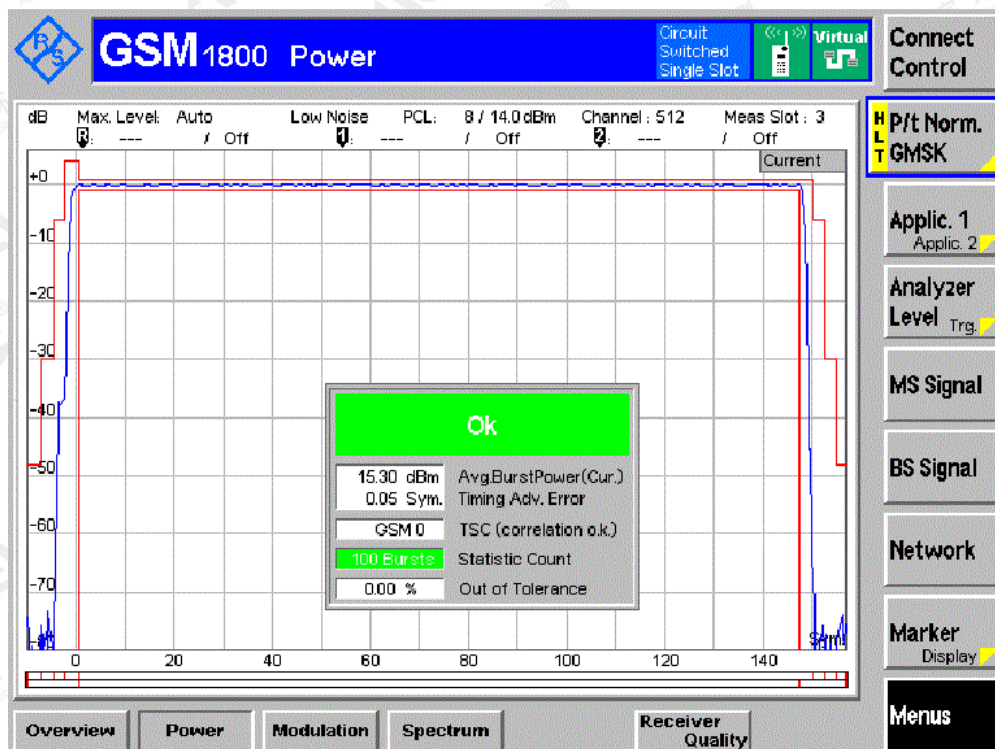 R&S
GSM 1800 Power
Circuit Switched Single Slot
Virtual
Connect Control
dB Max. Level: Auto Low Noise PCL: 8 / 14.0 dBm Channel : 512 Meas Slot : 3
R: --- / Off 1: --- / Off 2: --- / Off
Current
HLT
P/t Norm. GMSK
Applic. 1
Applic. 2
Analyzer Level
Trg.
MS Signal
BS Signal
Network
Marker
Display
Menus
+0
-10
-20
-30
-40
-50
-60
-70
Ok
15.30 dBm Avg.BurstPower(Cur.)
0.05 Sym. Timing Adv. Error
GSM 0 TSC (correlation o.k.)
100 Bursts Statistic Count
0.00 % Out of Tolerance
0 20 40 60 80 100 120 140
Overview Power Modulation Spectrum Receiver Quality